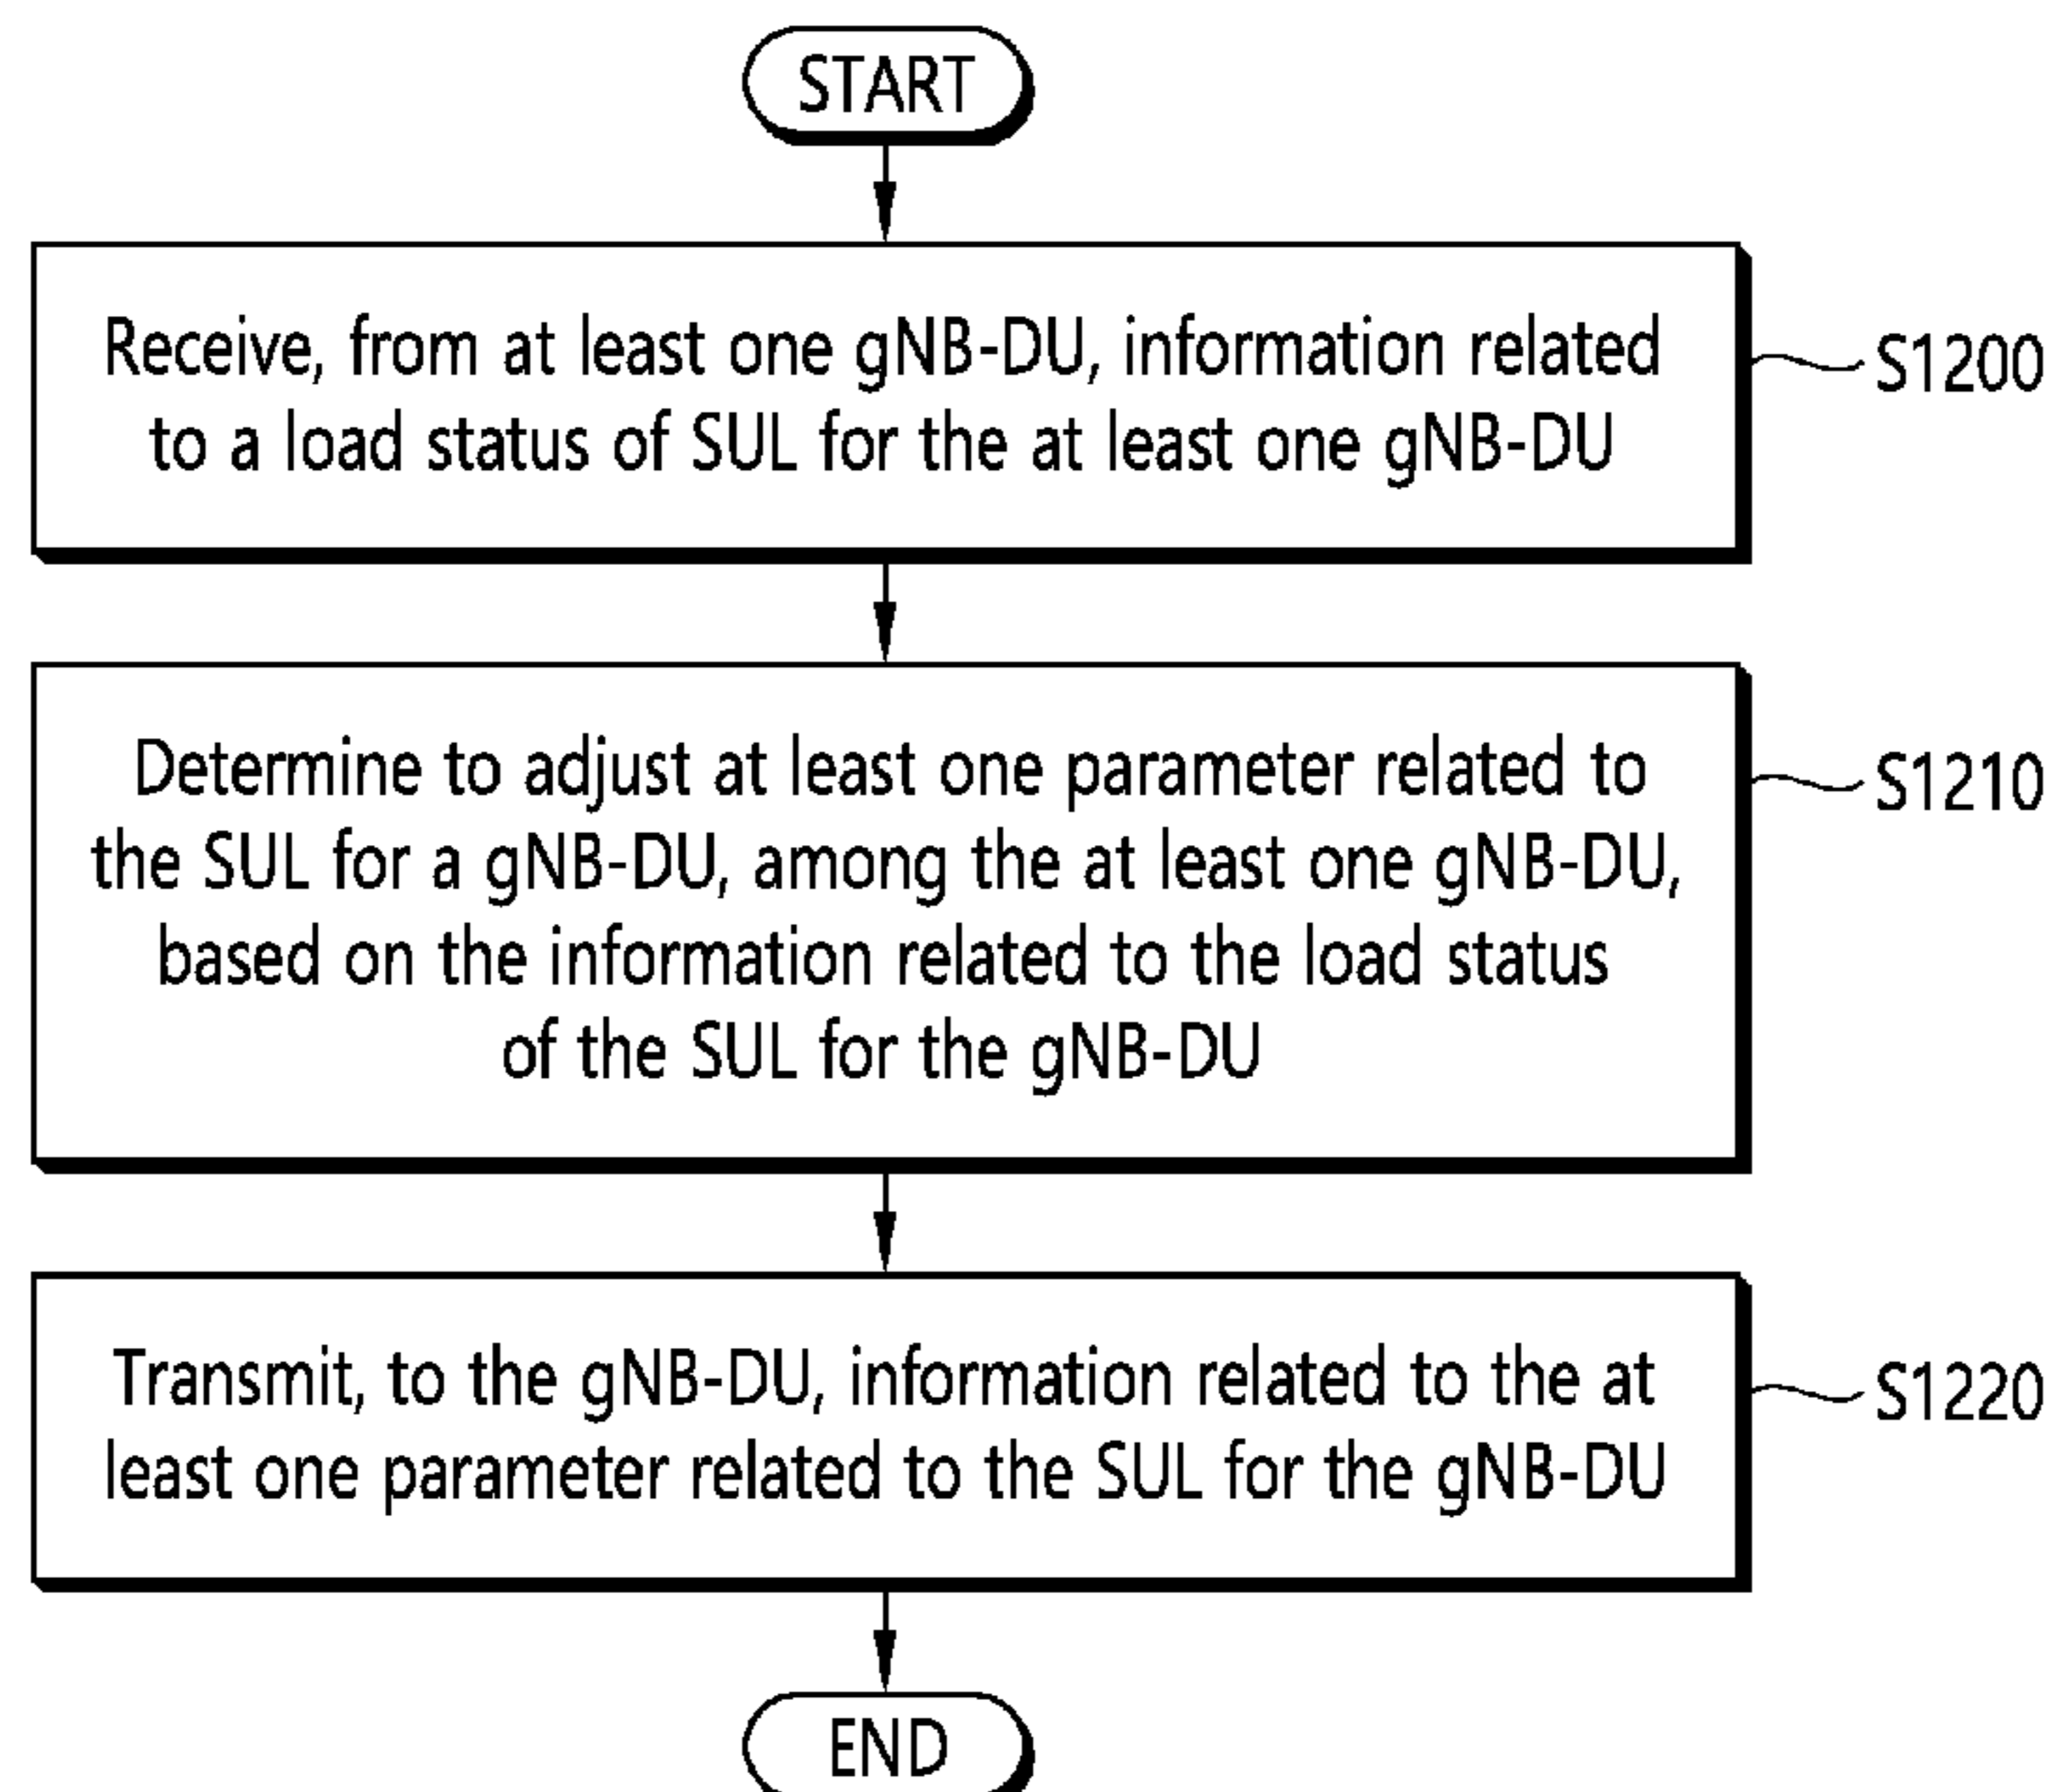 START
Receive, from at least one gNB-DU, information related
to a load status of SUL for the at least one gNB-DU
S1200
Determine to adjust at least one parameter related to
the SUL for a gNB-DU, among the at least one gNB-DU,
based on the information related to the load status
of the SUL for the gNB-DU
S1210
Transmit, to the gNB-DU, information related to the at
least one parameter related to the SUL for the gNB-DU
S1220
END